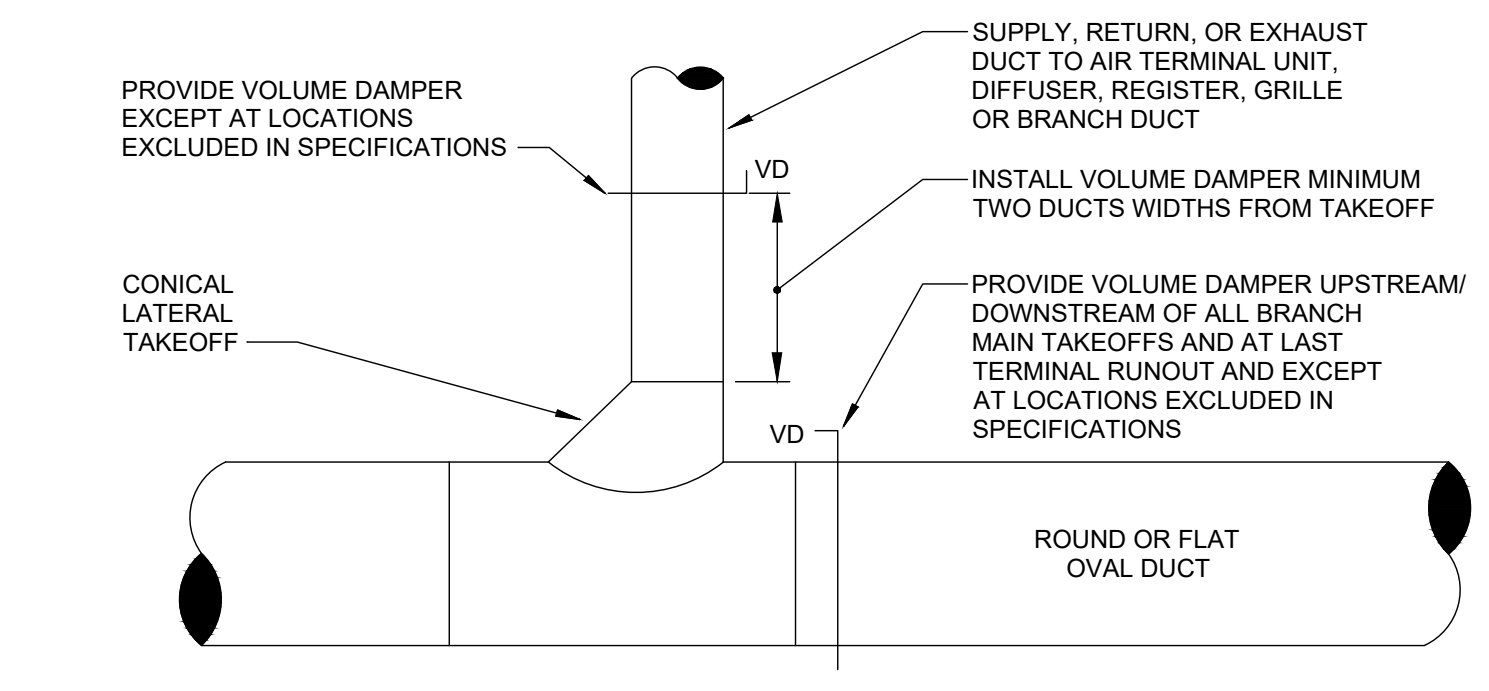 PROVIDE VOLUME DAMPER
EXCEPT AT LOCATIONS
EXCLUDED IN SPECIFICATIONS
SUPPLY, RETURN, OR EXHAUST
DUCT TO AIR TERMINAL UNIT,
DIFFUSER, REGISTER, GRILLE
OR BRANCH DUCT
VD
INSTALL VOLUME DAMPER MINIMUM
TWO DUCTS WIDTHS FROM TAKEOFF
CONICAL
LATERAL
TAKEOFF
PROVIDE VOLUME DAMPER UPSTREAM/
DOWNSTREAM OF ALL BRANCH
MAIN TAKEOFFS AND AT LAST
TERMINAL RUNOUT AND EXCEPT
AT LOCATIONS EXCLUDED IN
SPECIFICATIONS
VD
ROUND OR FLAT
OVAL DUCT